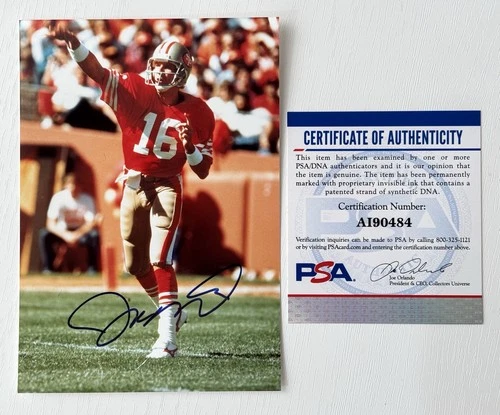 16
CERTIFICATE OF AUTHENTICITY
This item has been examined by one or more
PSA/DNA authenticators and it is our opinion that
the item is genuine. The item has been permanently
marked with proprietary invisible ink that contains a
patented strand of synthetic DNA.
Certification Number:
AI90484
Verification inquiries can be made to PSA by calling 800-325-1121
or by visiting PSAcard.com and entering the certification number above.
PSA.
Joe Orlando
President & CEO, Collectors Universe